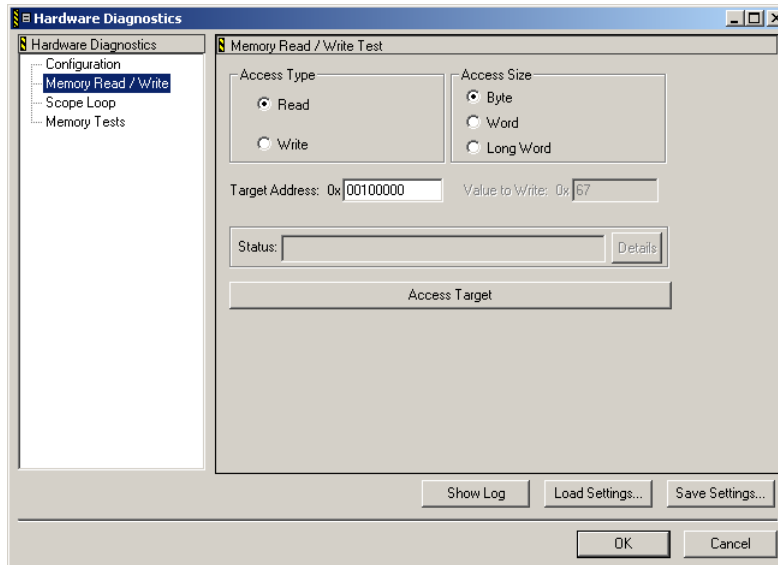 Hardware Diagnostics
Hardware Diagnostics
Configuration
Memory Read / Write
Scope Loop
Memory Tests
Memory Read / Write Test
Access Type
Read
Write
Access Size
Byte
Word
Long Word
Target Address: 0x 00100000
Value to Write: 0x 67
Status:
Details
Access Target
Show Log
Load Settings...
Save Settings...
OK
Cancel